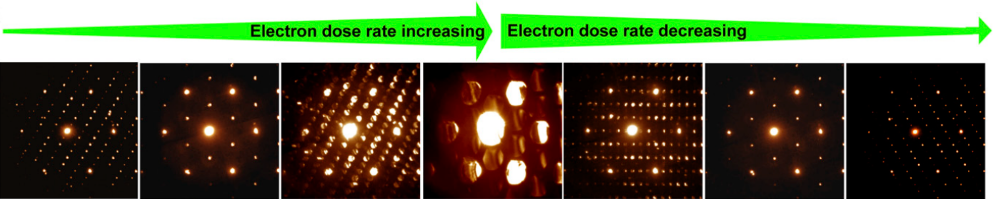 Electron dose rate increasing
Electron dose rate decreasing